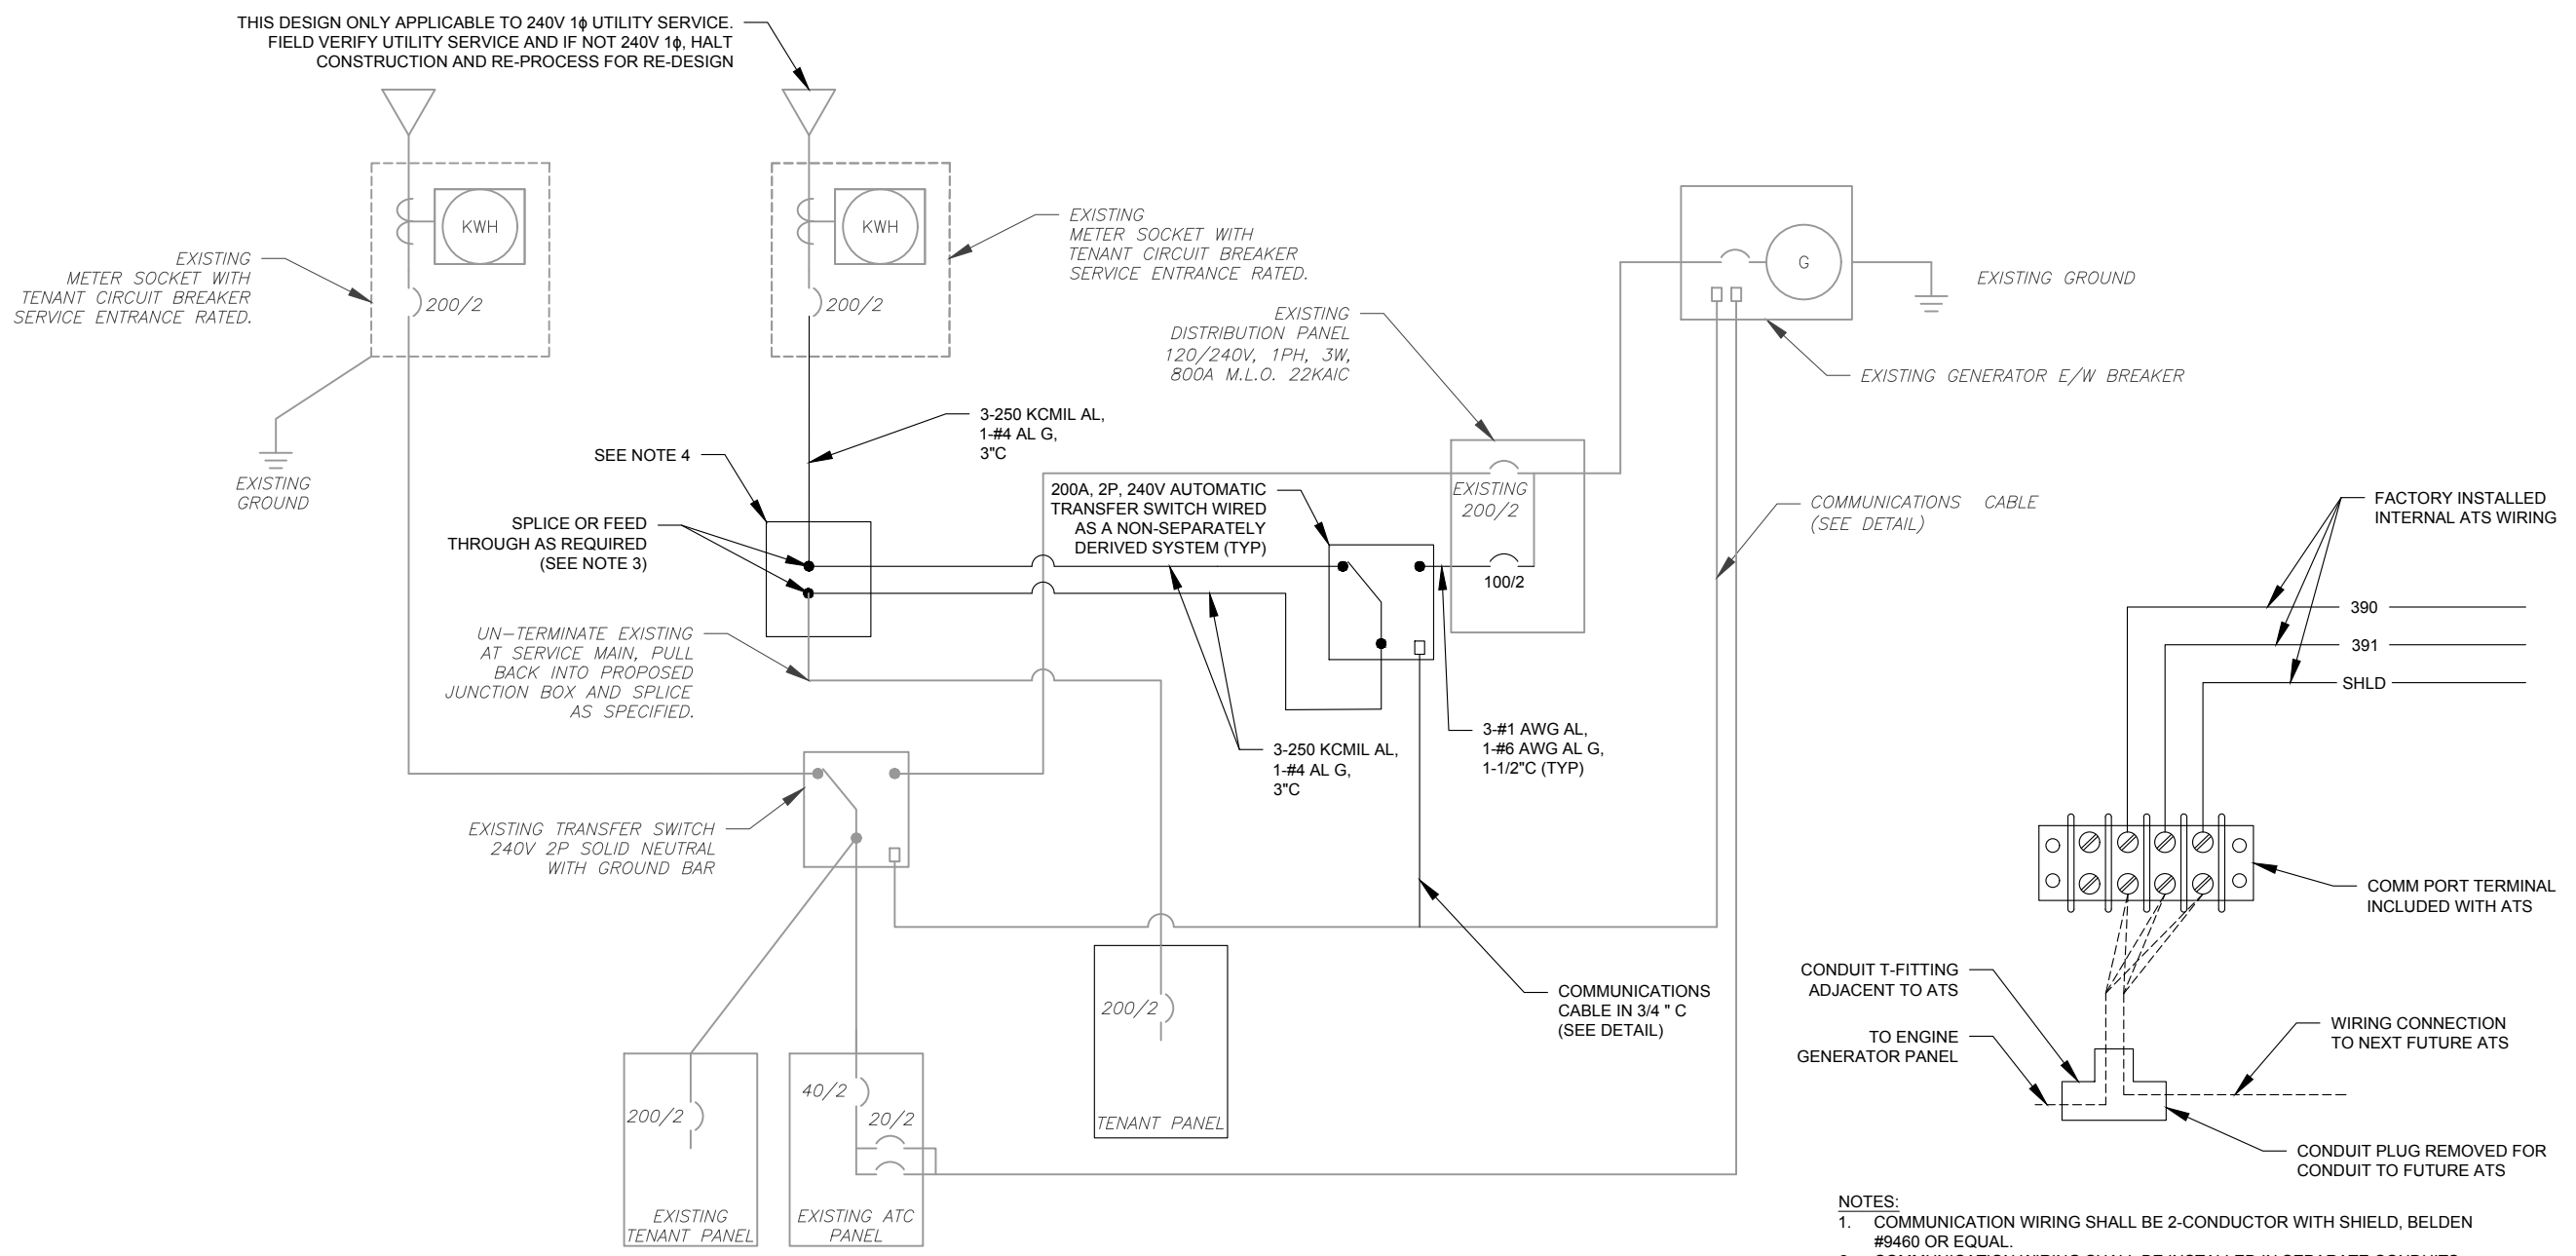 THIS DESIGN ONLY APPLICABLE TO 240V 1ϕ UTILITY SERVICE.
FIELD VERIFY UTILITY SERVICE AND IF NOT 240V 1ϕ, HALT
CONSTRUCTION AND RE-PROCESS FOR RE-DESIGN
KWH
200/2
EXISTING
METER SOCKET WITH
TENANT CIRCUIT BREAKER
SERVICE ENTRANCE RATED.
EXISTING
GROUND
KWH
200/2
EXISTING
METER SOCKET WITH
TENANT CIRCUIT BREAKER
SERVICE ENTRANCE RATED.
3-250 KCMIL AL,
1-#4 AL G,
3"C
SEE NOTE 4
SPLICE OR FEED
THROUGH AS REQUIRED
(SEE NOTE 3)
UN-TERMINATE EXISTING
AT SERVICE MAIN, PULL
BACK INTO PROPOSED
JUNCTION BOX AND SPLICE
AS SPECIFIED.
EXISTING
DISTRIBUTION PANEL
120/240V, 1PH, 3W,
800A M.L.O. 22KAIC
200A, 2P, 240V AUTOMATIC
TRANSFER SWITCH WIRED
AS A NON-SEPARATELY
DERIVED SYSTEM (TYP)
EXISTING
200/2
100/2
G
EXISTING GROUND
EXISTING GENERATOR E/W BREAKER
COMMUNICATIONS CABLE
(SEE DETAIL)
3-250 KCMIL AL,
1-#4 AL G,
3"C
3-#1 AWG AL,
1-#6 AWG AL G,
1-1/2"C (TYP)
EXISTING TRANSFER SWITCH
240V 2P SOLID NEUTRAL
WITH GROUND BAR
COMMUNICATIONS
CABLE IN 3/4 " C
(SEE DETAIL)
200/2
TENANT PANEL
200/2
EXISTING
TENANT PANEL
40/2
20/2
EXISTING ATC
PANEL
FACTORY INSTALLED
INTERNAL ATS WIRING
390
391
SHLD
COMM PORT TERMINAL
INCLUDED WITH ATS
CONDUIT T-FITTING
ADJACENT TO ATS
TO ENGINE
GENERATOR PANEL
WIRING CONNECTION
TO NEXT FUTURE ATS
CONDUIT PLUG REMOVED FOR
CONDUIT TO FUTURE ATS
NOTES:
1. COMMUNICATION WIRING SHALL BE 2-CONDUCTOR WITH SHIELD, BELDEN
#9460 OR EQUAL.
2. COMMUNICATION WIRING SHALL BE INSTALLED IN SEPARATE CONDUITS